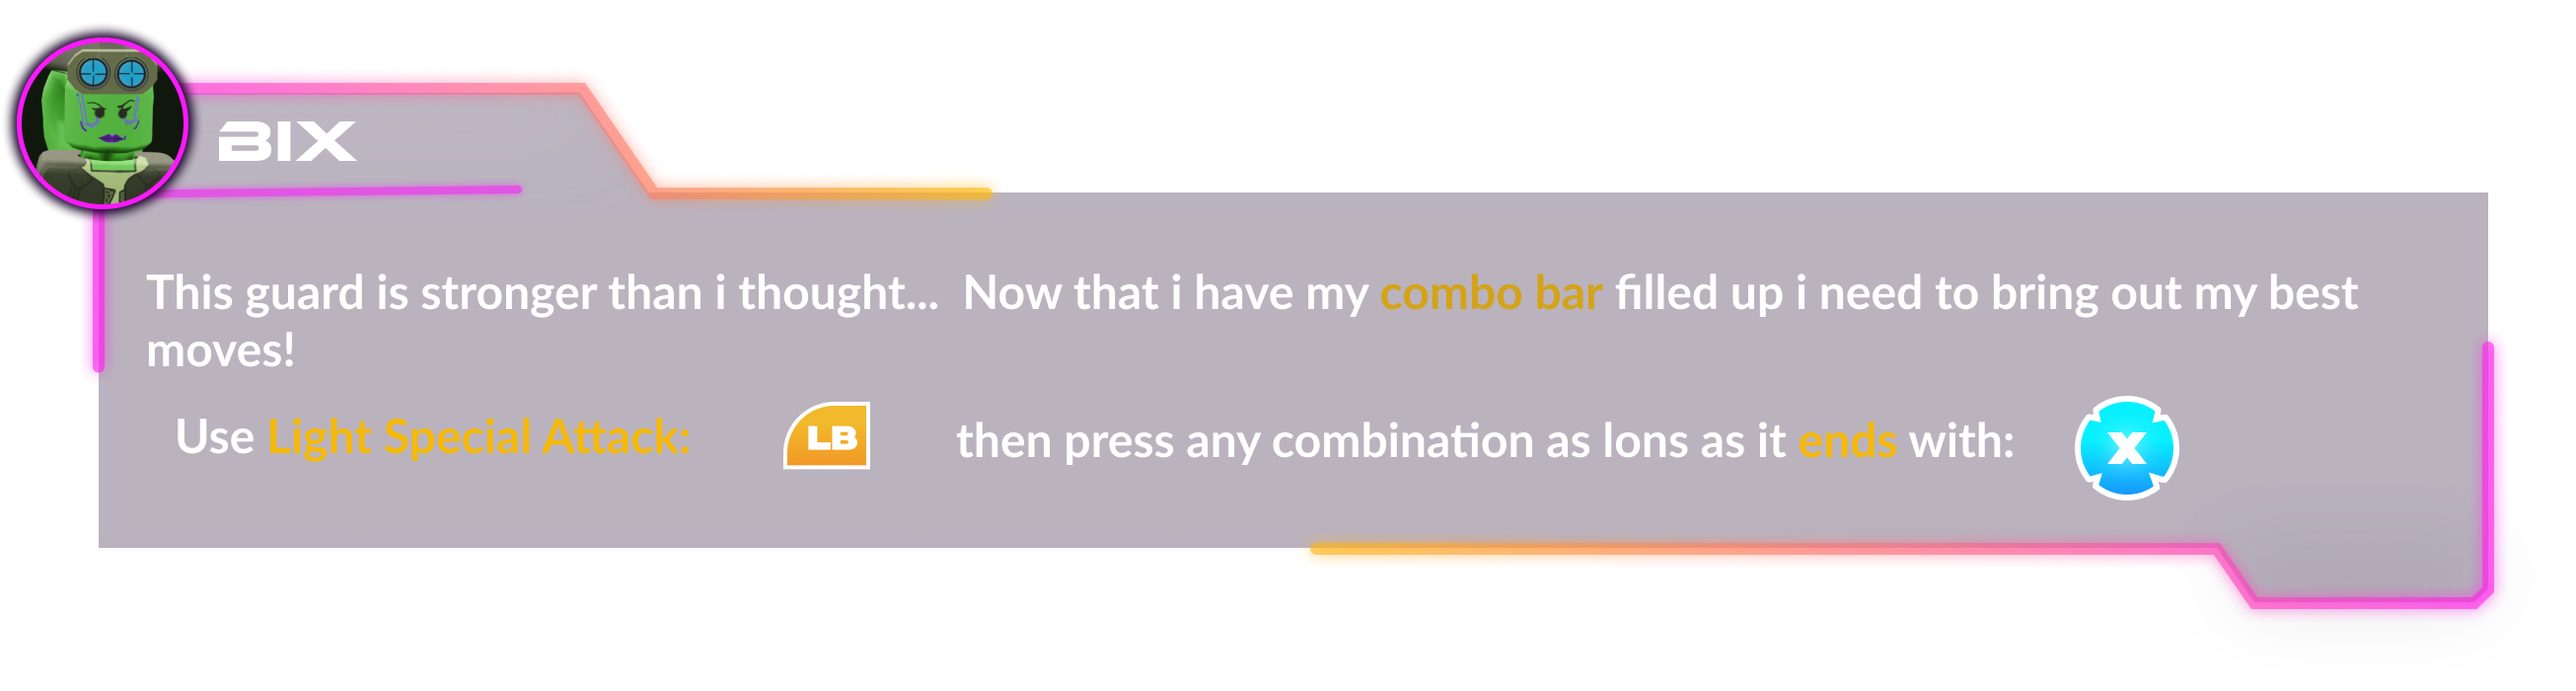 BIX
This guard is stronger than i thought...  Now that i have my combo bar filled up i need to bring out my best
moves!
Use Light Special Attack: LB then press any combination as lons as it ends with: X